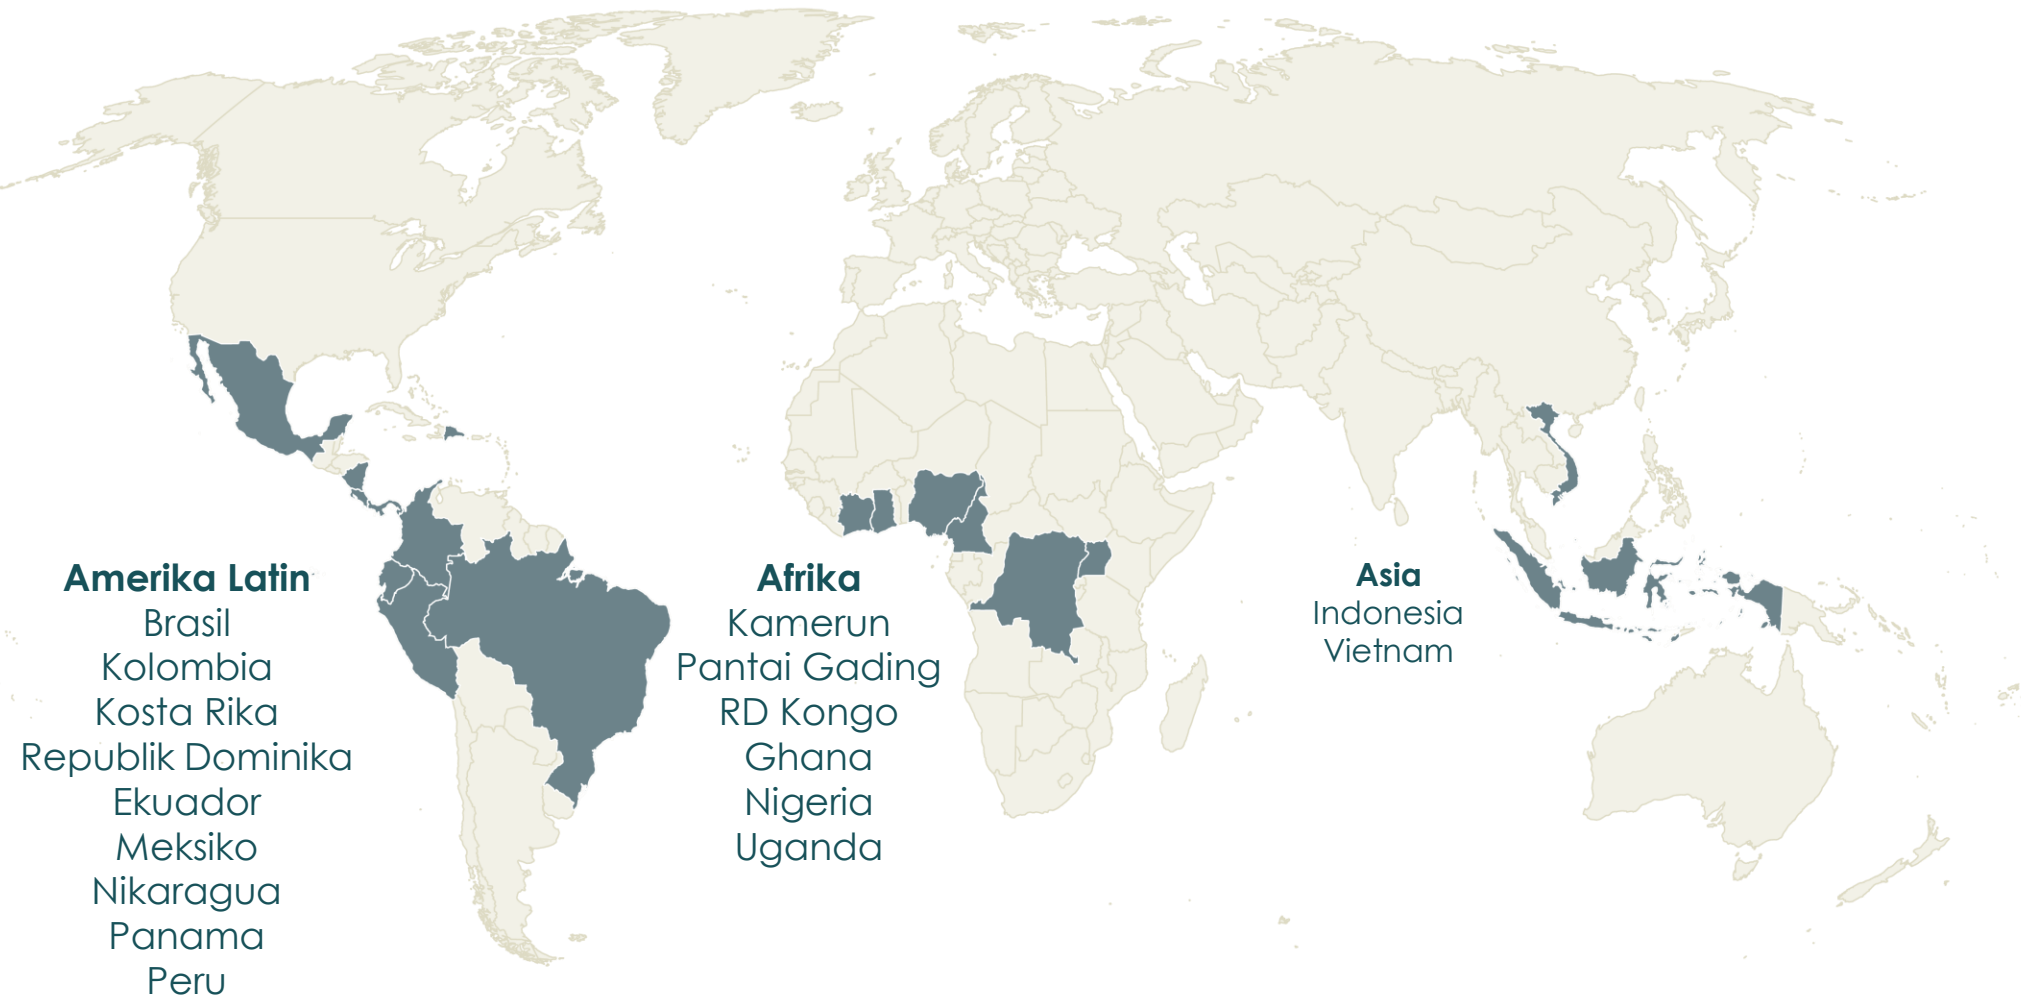 Amerika Latin
Brasil
Kolombia
Kosta Rika
Republik Dominika
Ekuador
Meksiko
Nikaragua
Panama
Peru
Afrika
Kamerun
Pantai Gading
RD Kongo
Ghana
Nigeria
Uganda
Asia
Indonesia
Vietnam